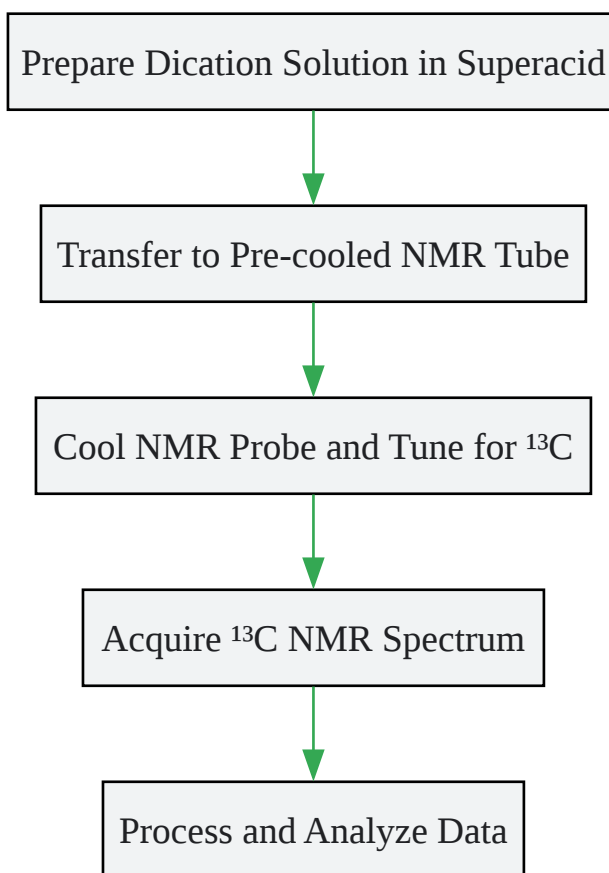 Prepare Dication Solution in Superacid
Transfer to Pre-cooled NMR Tube
Cool NMR Probe and Tune for ¹³C
Acquire ¹³C NMR Spectrum
Process and Analyze Data